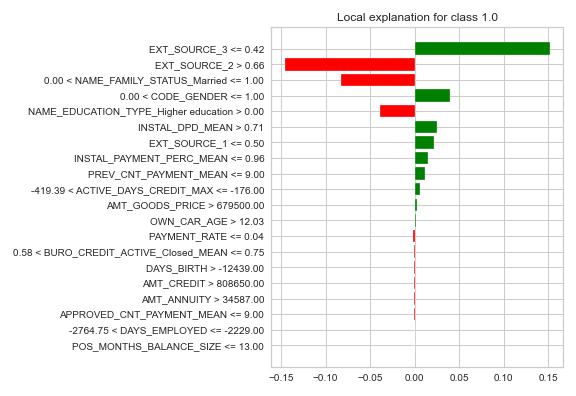 Local explanation for class 1.0
EXT_SOURCE_3 <= 0.42
EXT_SOURCE_2 > 0.66
0.00 < NAME_FAMILY_STATUS_Married <= 1.00
0.00 < CODE_GENDER <= 1.00
NAME_EDUCATION_TYPE_Higher education > 0.00
INSTAL_DPD_MEAN > 0.71
EXT_SOURCE_1 <= 0.50
INSTAL_PAYMENT_PERC_MEAN <= 0.96
PREV_CNT_PAYMENT_MEAN <= 9.00
-419.39 < ACTIVE_DAYS_CREDIT_MAX <= -176.00
AMT_GOODS_PRICE > 679500.00
OWN_CAR_AGE > 12.03
PAYMENT_RATE <= 0.04
0.58 < BURO_CREDIT_ACTIVE_Closed_MEAN <= 0.75
DAYS_BIRTH > -12439.00
AMT_CREDIT > 808650.00
AMT_ANNUITY > 34587.00
APPROVED_CNT_PAYMENT_MEAN <= 9.00
-2764.75 < DAYS_EMPLOYED <= -2229.00
POS_MONTHS_BALANCE_SIZE <= 13.00
−0.15 −0.10 −0.05 0.00 0.05 0.10 0.15